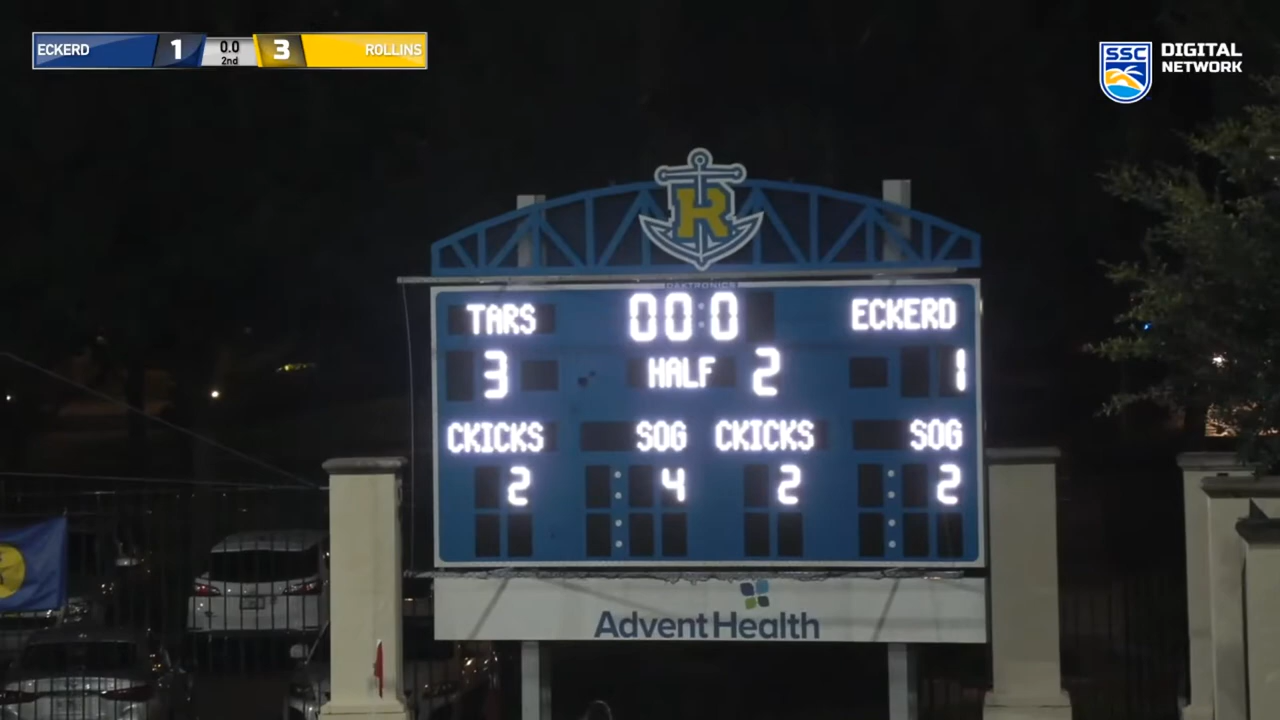 ECKERD 1 0.0 3 ROLLINS
2nd
SSC DIGITAL
NETWORK
R
DAKTRONICS
TARS 00:0 ECKERD
3 HALF 2 1
CKICKS SOG CKICKS SOG
2 4 2 2
AdventHealth